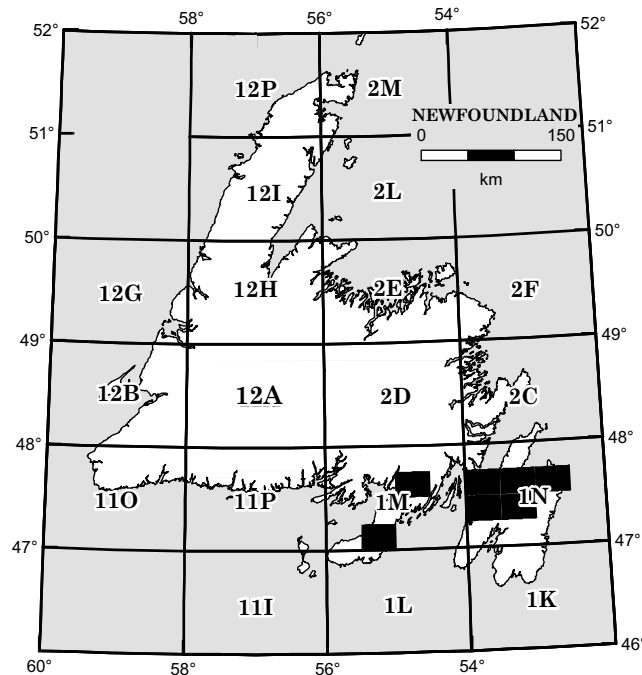 58° 56° 54° 52°
52°
12P 2M
NEWFOUNDLAND
51° 51°
0 150
km
12I 2L
50° 50°
12G 12H 2E 2F
49° 49°
12B 12A 2D 2C
48° 48°
11O 11P 1M 1N
47° 47°
11I 1L 1K
46°
60° 58° 56° 54°